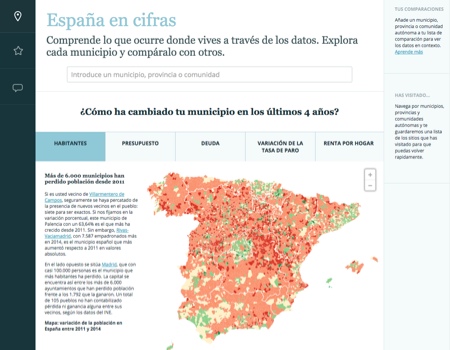 España en cifras
Comprende lo que ocurre donde vives a través de los datos. Explora
cada municipio y compáralo con otros.
Introduce un municipio, provincia o comunidad
¿Cómo ha cambiado tu municipio en los últimos 4 años?
HABITANTES
PRESUPUESTO
DEUDA
VARIACIÓN DE LA
TASA DE PARO
RENTA POR HOGAR
Más de 6.000 municipios han
perdido población desde 2011
Si es usted vecino de Villarmentero de
Campos, seguramente se haya percatado de
la presencia de nuevos vecinos en el pueblo:
siete para ser exactos. Si nos fijamos en la
variación porcentual, este municipio de
Palencia con un 63,64% es el que más ha
crecido desde 2011. Sin embargo, Rivas-
Vaciamadrid, con 7.587 empadronados más
en 2014, es el municipio español que más
aumentó respecto a 2011 en valores
absolutos.
En el lado opuesto se sitúa Madrid, que con
casi 100.000 personas es el municipio que
más habitantes ha perdido. La capital se
encuentra así entre los más de 6.000
ayuntamientos que han perdido población
frente a los 1.792 que la ganaron. Un total
de 105 pueblos no han contabilizado
pérdida ni ganancia alguna entre sus
vecinos, según los datos del INE.
Mapa: variación de la población en
España entre 2011 y 2014
+
−
TUS COMPARACIONES
Añade un municipio,
provincia o comunidad
autónoma a tu lista de
comparación para ver
los datos en contexto.
Aprende más
HAS VISITADO...
Navega por municipios,
provincias y
comunidades
autónomas y te
guardaremos una lista
de los sitios que has
visitado para que
puedas volver
rapidamente.